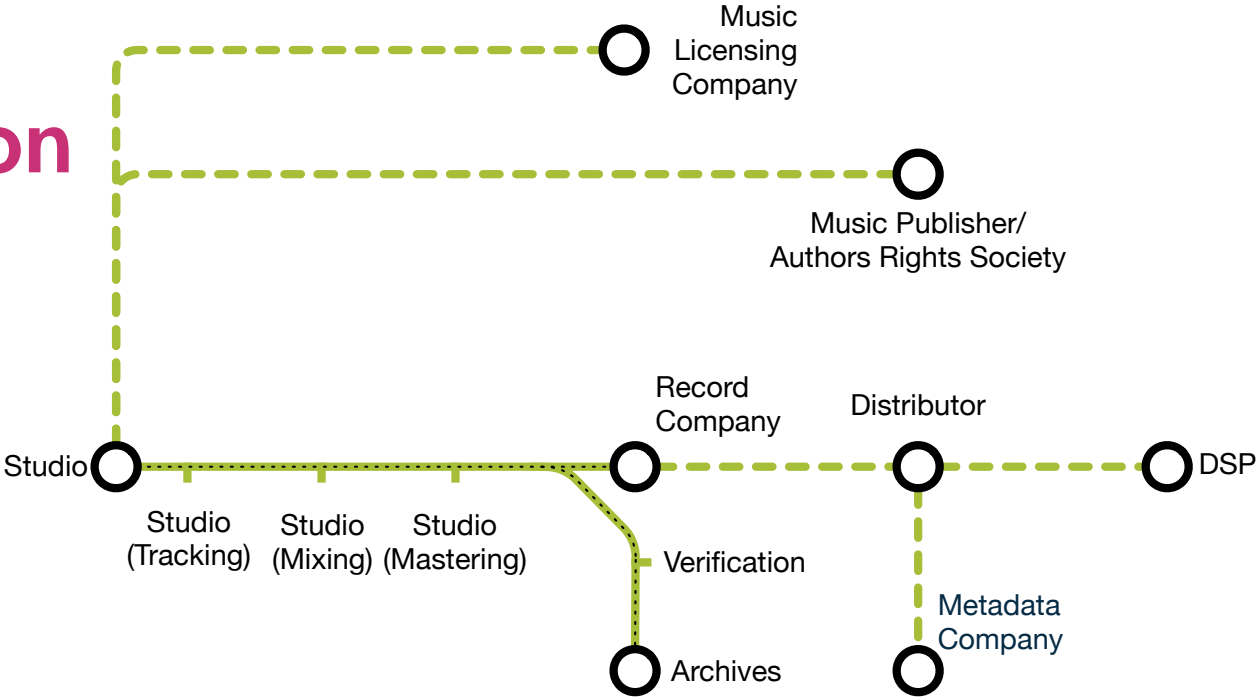 Music
Licensing
Company
on
Music Publisher/
Authors Rights Society
Record
Company
Distributor
Studio
DSP
Studio
(Tracking)
Studio
(Mixing)
Studio
(Mastering)
Verification
Metadata
Company
Archives